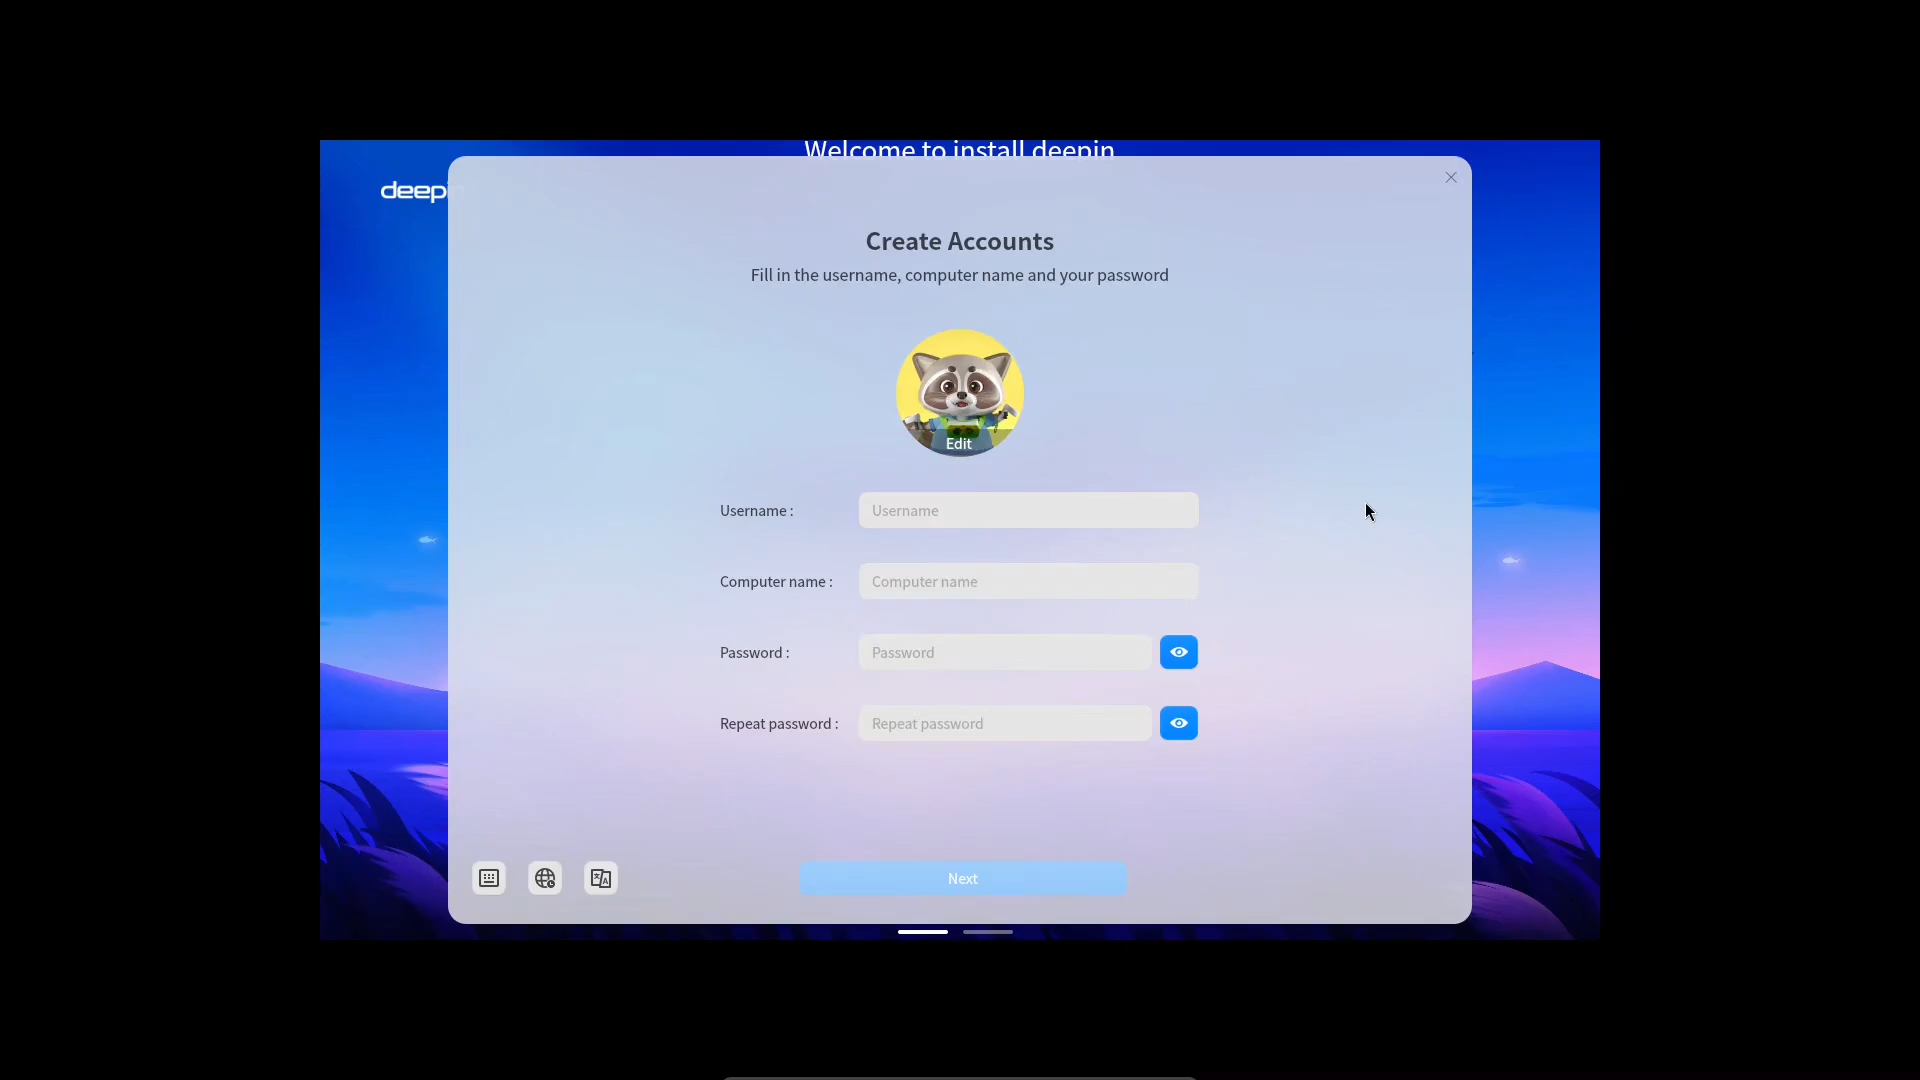 Welcome to install deepin
deepin
Create Accounts
Fill in the username, computer name and your password
Edit
Username :
Username
Computer name :
Computer name
Password :
Password
Repeat password :
Repeat password
Next